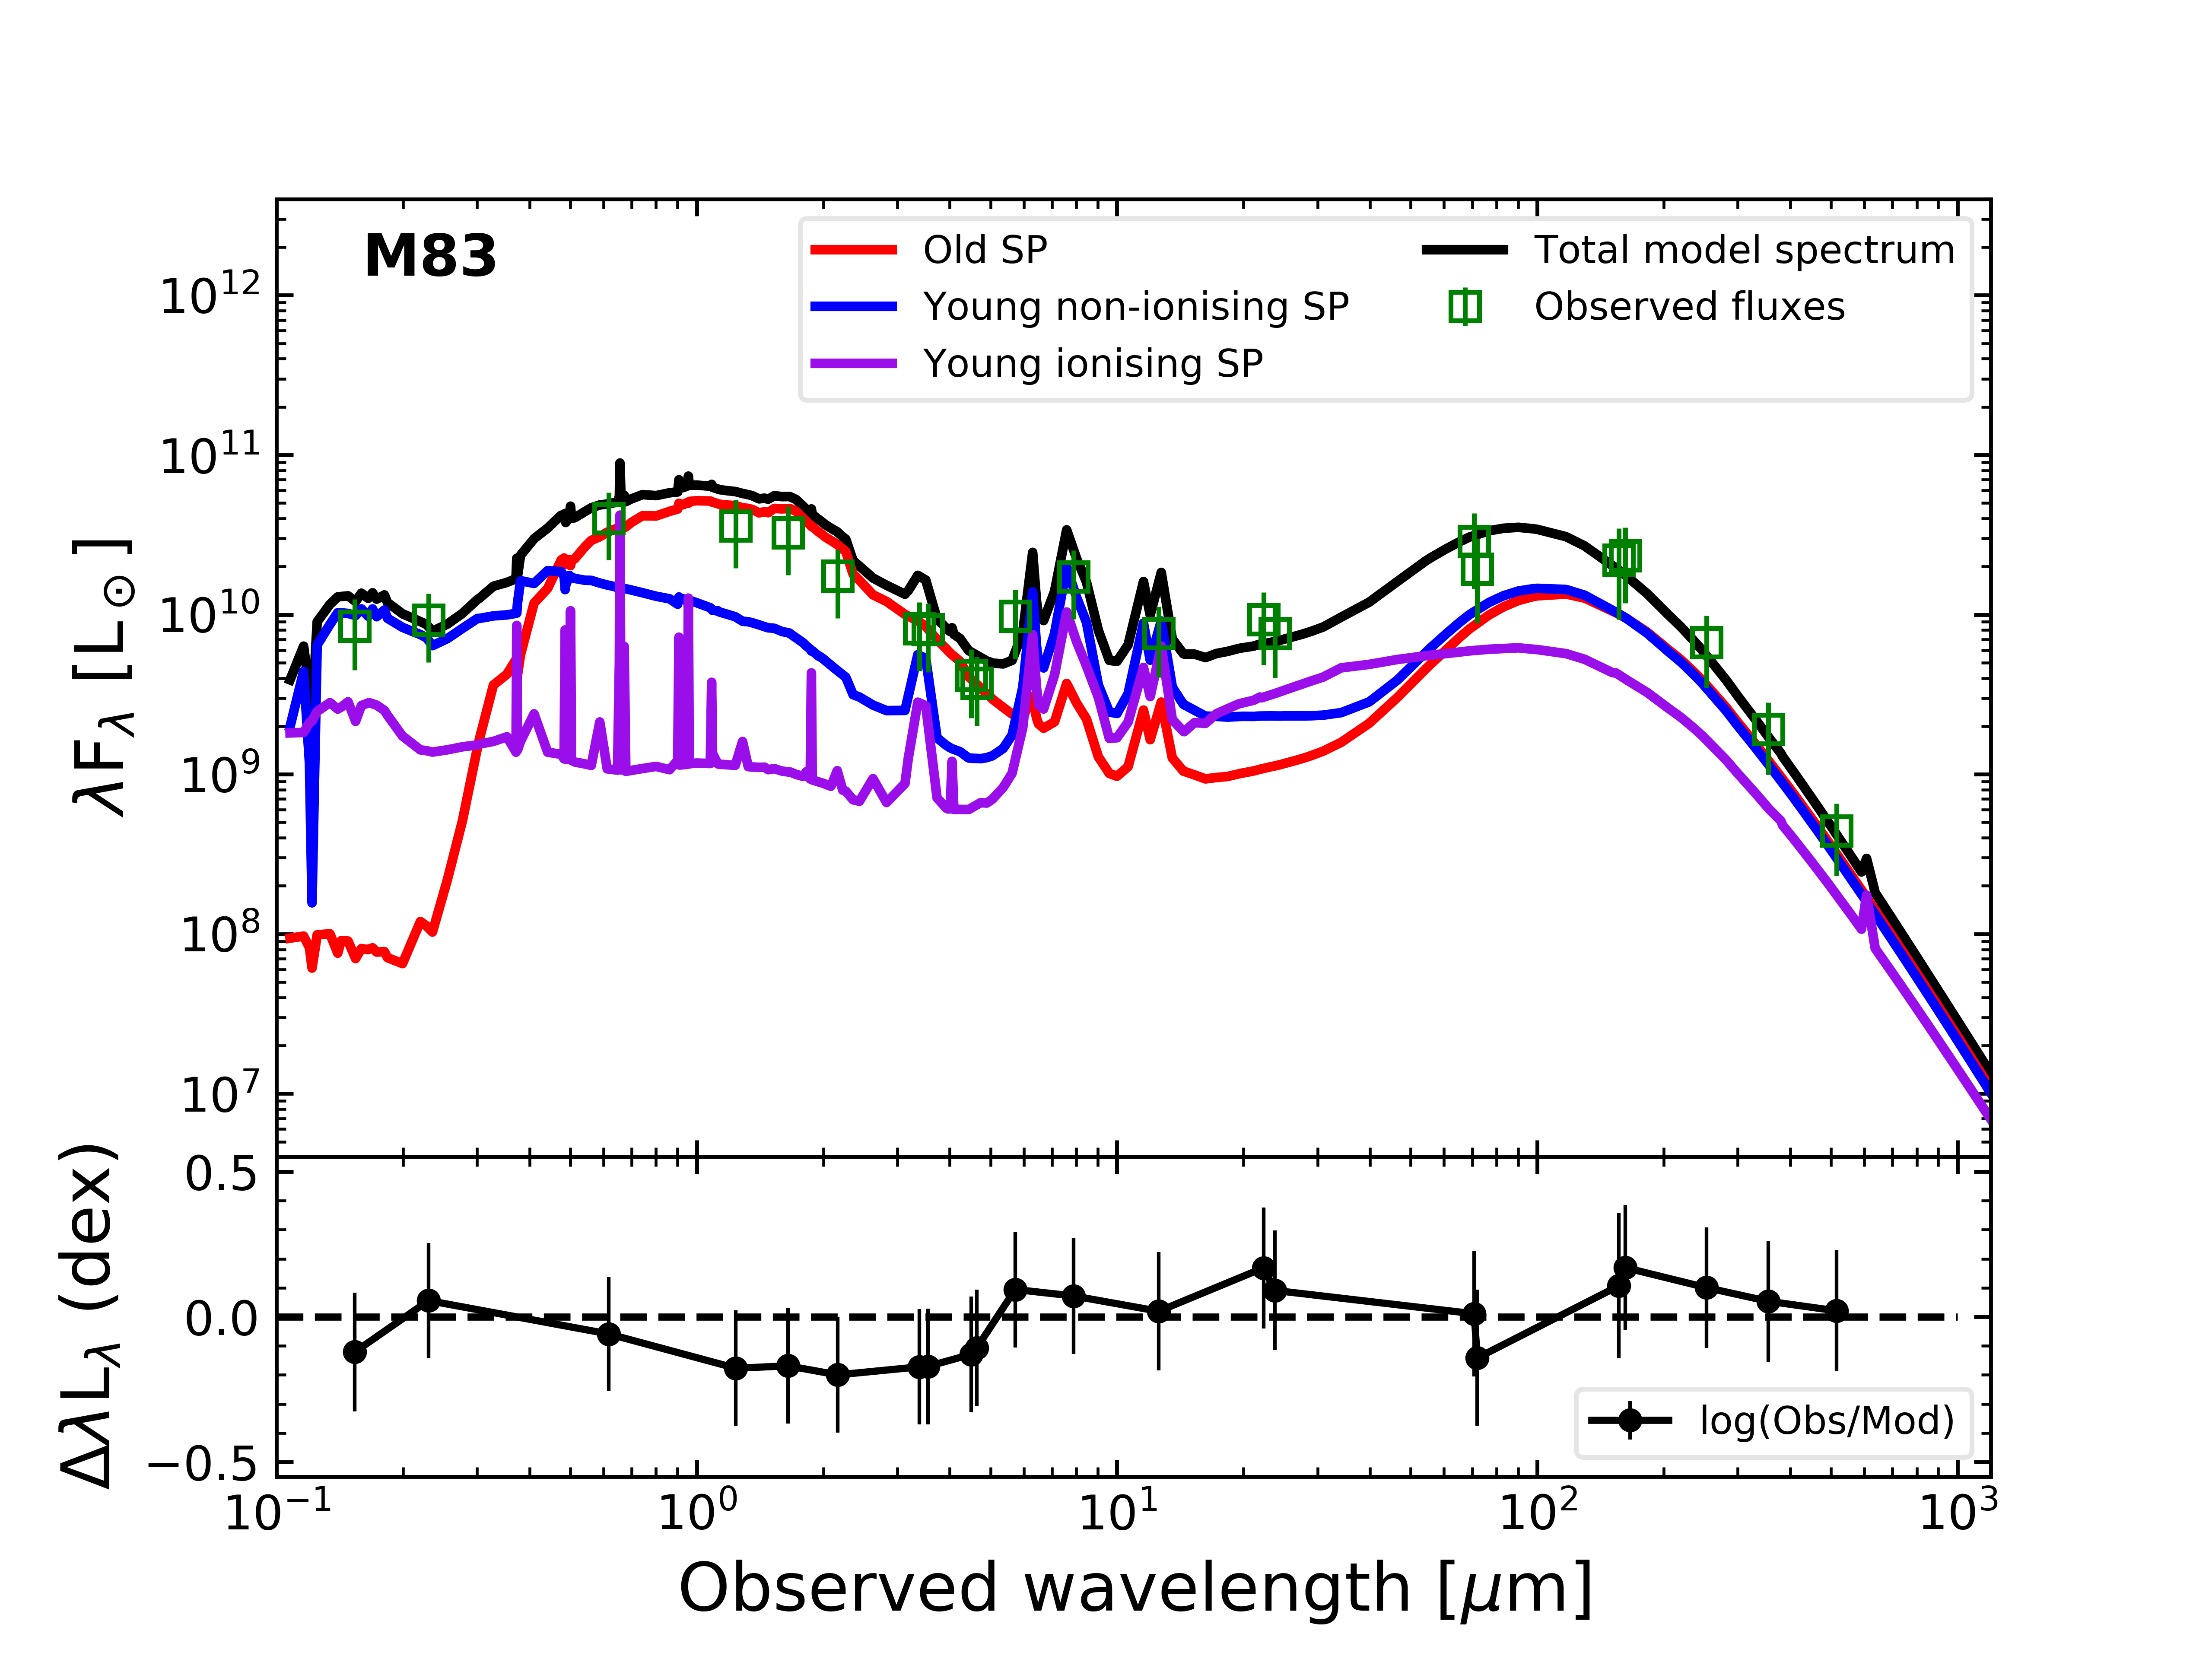 M83
Old SP
Young non-ionising SP
Young ionising SP
Total model spectrum
Observed fluxes
λF_λ [L_⊙]
10^12
10^11
10^10
10^9
10^8
10^7
ΔλL_λ (dex)
0.5
0.0
−0.5
log(Obs/Mod)
10^−1 10^0 10^1 10^2 10^3
Observed wavelength [μm]